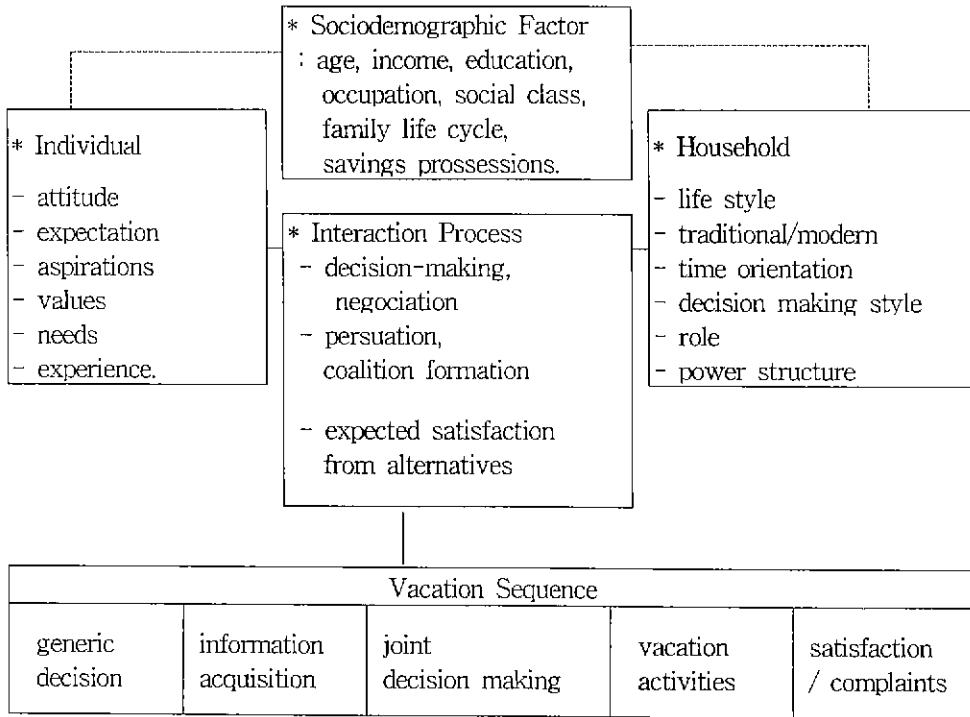 * Sociodemographic Factor
: age, income, education,
occupation, social class,
family life cycle,
savings prossessions.
* Individual
- attitude
- expectation
- aspirations
- values
- needs
- experience.
* Interaction Process
- decision-making,
negociation
- persuation,
coalition formation
- expected satisfaction
from alternatives
* Household
- life style
- traditional/modern
- time orientation
- decision making style
- role
- power structure
Vacation Sequence
generic
decision
information
acquisition
joint
decision making
vacation
activities
satisfaction
/ complaints